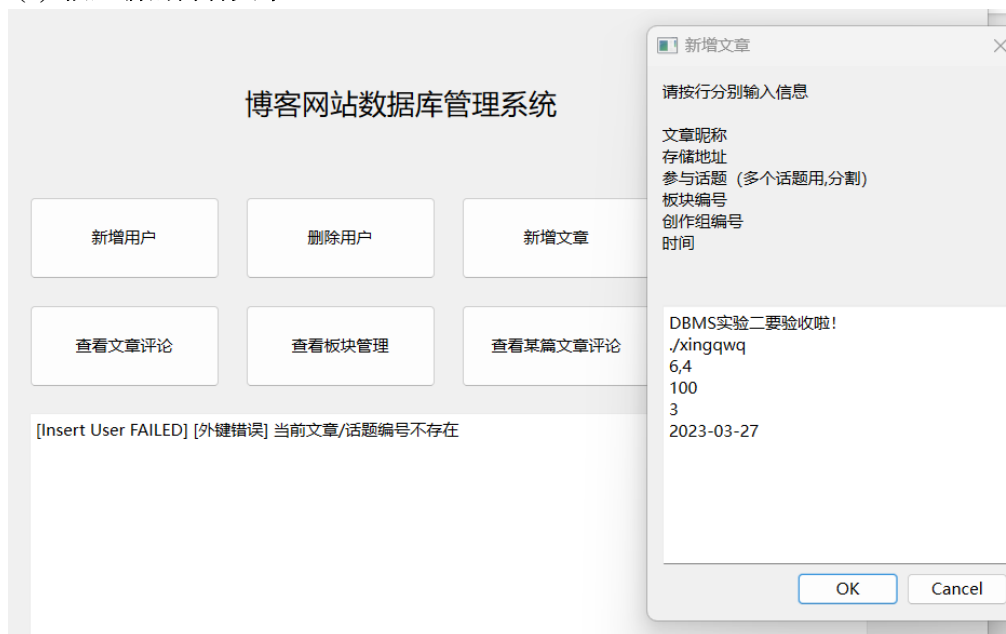 新增文章
请按行分别输入信息
博客网站数据库管理系统
文章昵称
存储地址
参与话题（多个话题用,分割）
板块编号
创作组编号
时间
新增用户
删除用户
新增文章
DBMS实验二要验收啦！
./xingqwq
6,4
100
3
2023-03-27
查看文章评论
查看板块管理
查看某篇文章评论
[Insert User FAILED] [外键错误] 当前文章/话题编号不存在
OK
Cancel